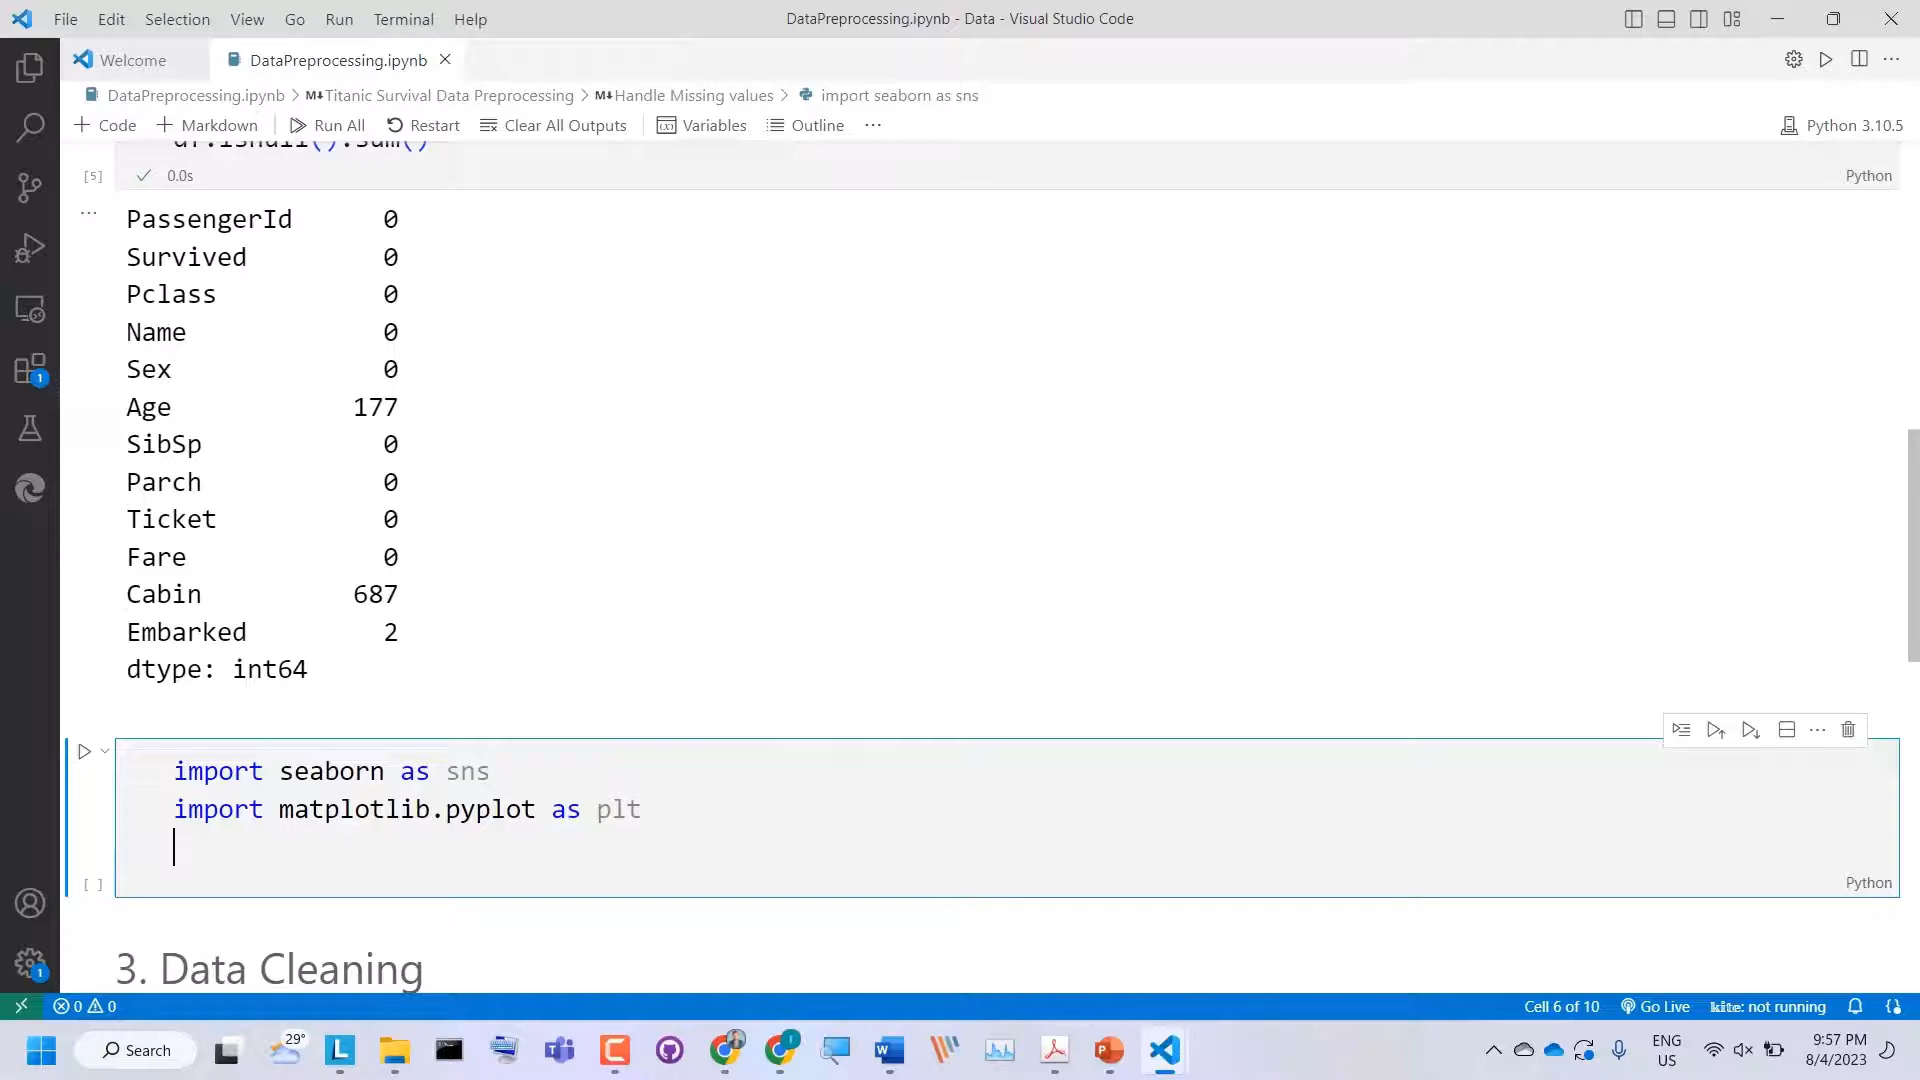 File Edit Selection View Go Run Terminal Help
DataPreprocessing.ipynb - Data - Visual Studio Code
Welcome
DataPreprocessing.ipynb
DataPreprocessing.ipynb > M↓Titanic Survival Data Preprocessing > M↓Handle Missing values > import seaborn as sns
+ Code + Markdown Run All Restart Clear All Outputs Variables Outline ···
Python 3.10.5
df.isnull().sum()
[5] 0.0s
Python
PassengerId 0
Survived 0
Pclass 0
Name 0
Sex 0
Age 177
SibSp 0
Parch 0
Ticket 0
Fare 0
Cabin 687
Embarked 2
dtype: int64
import seaborn as sns
import matplotlib.pyplot as plt
[ ]
Python
3. Data Cleaning
1
1
0 0
Cell 6 of 10 Go Live kite: not running
Search
29°
ENG
US
9:57 PM
8/4/2023